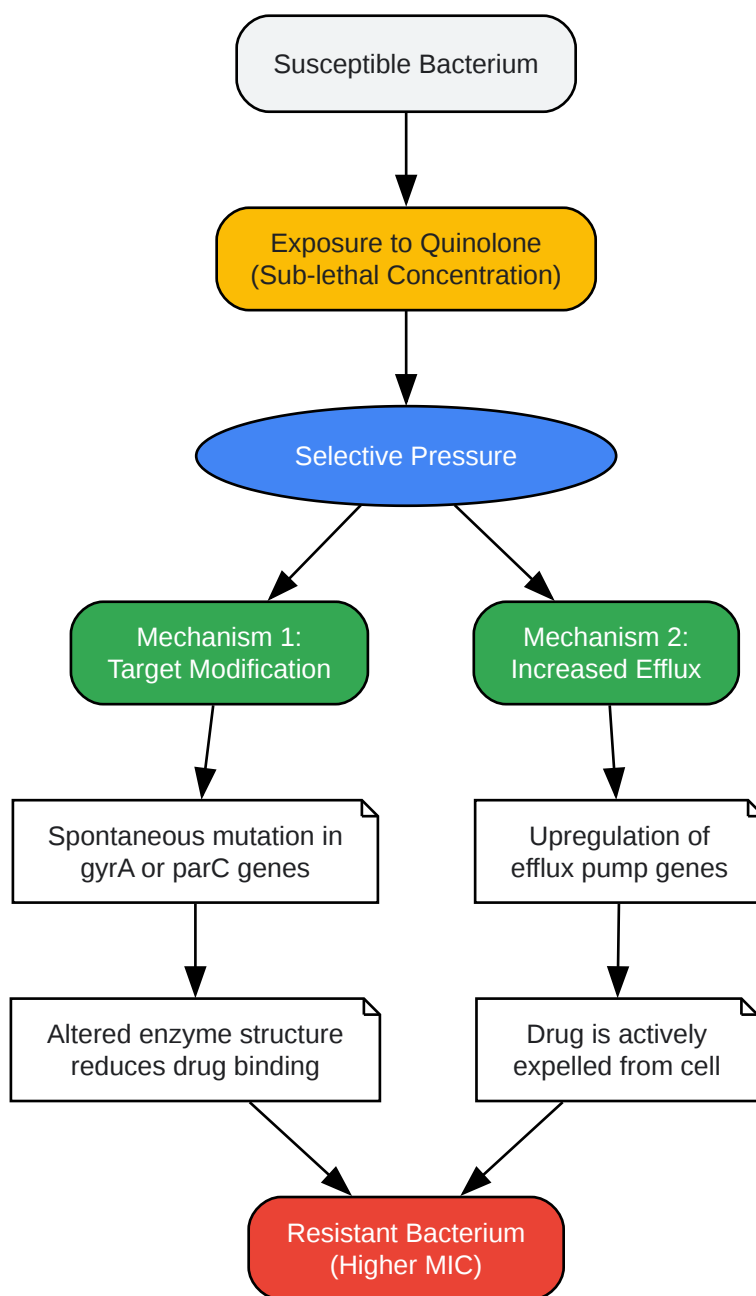 Susceptible Bacterium
Exposure to Quinolone
(Sub-lethal Concentration)
Selective Pressure
Mechanism 1:
Target Modification
Mechanism 2:
Increased Efflux
Spontaneous mutation in
gyrA or parC genes
Upregulation of
efflux pump genes
Altered enzyme structure
reduces drug binding
Drug is actively
expelled from cell
Resistant Bacterium
(Higher MIC)